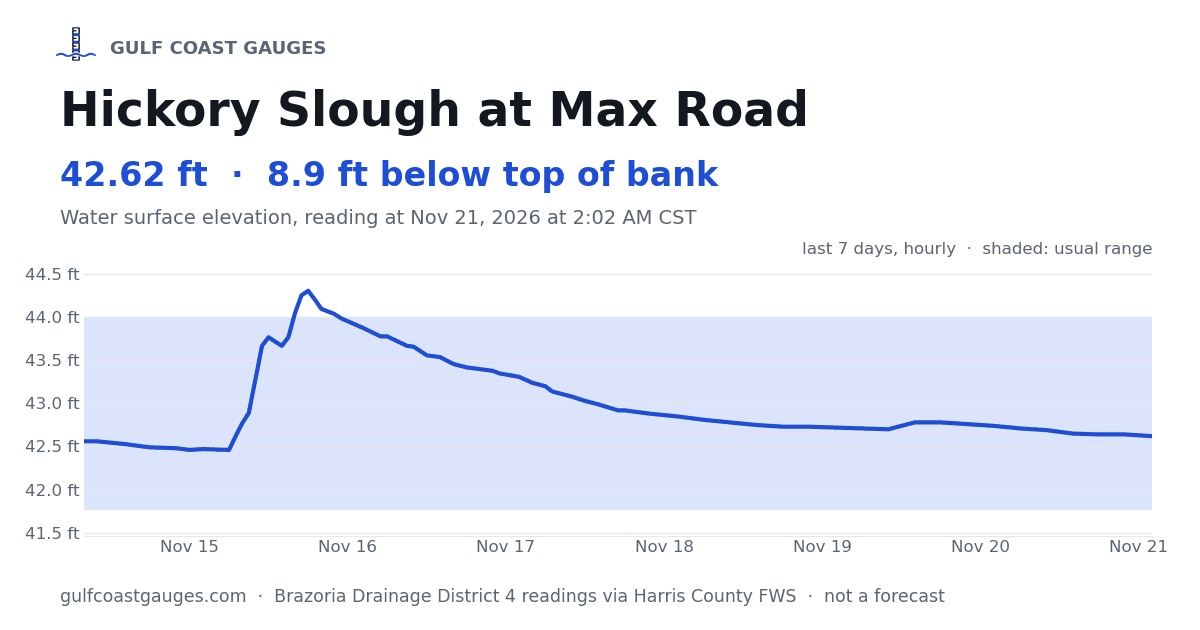 GULF COAST GAUGES
Hickory Slough at Max Road
42.62 ft · 8.9 ft below top of bank
Water surface elevation, reading at Nov 21, 2026 at 2:02 AM CST
last 7 days, hourly · shaded: usual range
44.5 ft
44.0 ft
43.5 ft
43.0 ft
42.5 ft
42.0 ft
41.5 ft
Nov 15 Nov 16 Nov 17 Nov 18 Nov 19 Nov 20 Nov 21
gulfcoastgauges.com · Brazoria Drainage District 4 readings via Harris County FWS · not a forecast